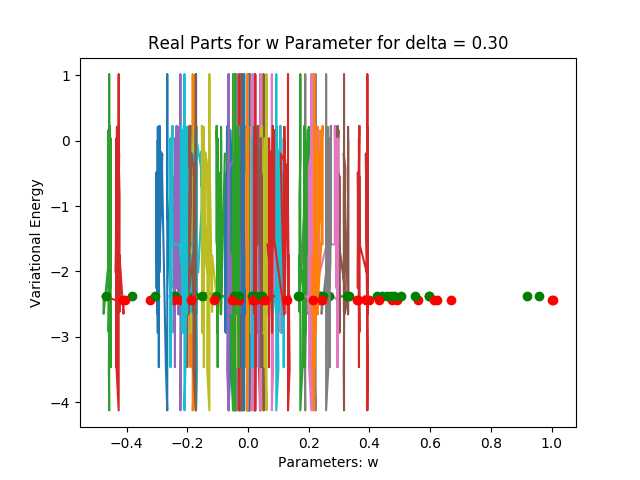 Real Parts for w Parameter for delta = 0.30
1
0
−1
−2
−3
−4
Variational Energy
−0.4 −0.2 0.0 0.2 0.4 0.6 0.8 1.0
Parameters: w